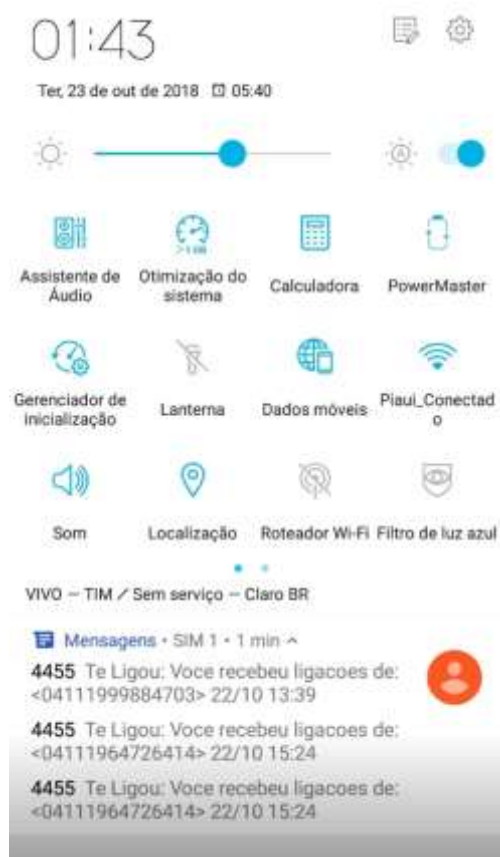 01:43
Ter, 23 de out de 2018 05:40
A
Assistente de Áudio
>1 GB
Otimização do sistema
Calculadora
PowerMaster
Gerenciador de inicialização
Lanterna
Dados móveis
Piaui_Conectado
Som
Localização
Roteador Wi-Fi
Filtro de luz azul
VIVO — TIM / Sem serviço — Claro BR
Mensagens • SIM 1 • 1 min
4455 Te Ligou: Voce recebeu ligacoes de:
<04111999884703> 22/10 13:39
4455 Te Ligou: Voce recebeu ligacoes de:
<04111964726414> 22/10 15:24
4455 Te Ligou: Voce recebeu ligacoes de:
<04111964726414> 22/10 15:24